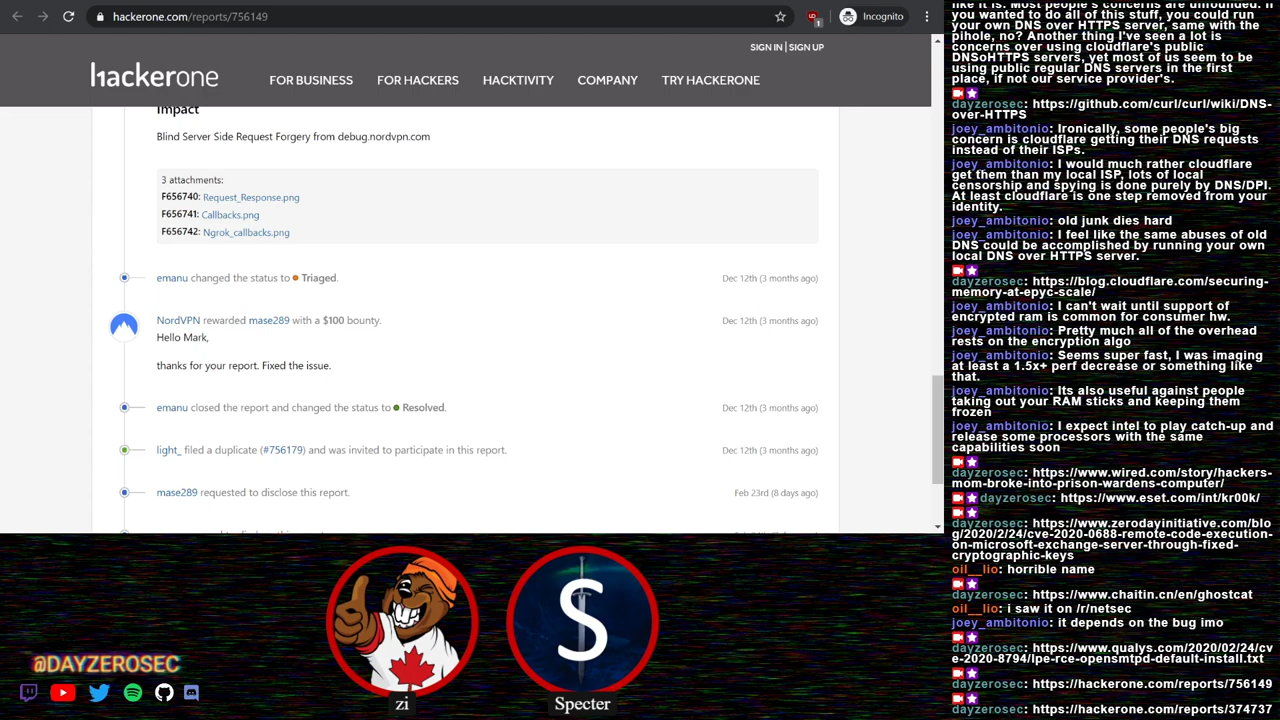 hackerone.com/reports/756149
1
Incognito
SIGN IN | SIGN UP
hackerone
FOR BUSINESS
FOR HACKERS
HACKTIVITY
COMPANY
TRY HACKERONE
Impact
Blind Server Side Request Forgery from debug.nordvpn.com
3 attachments:
F656740: Request_Response.png
F656741: Callbacks.png
F656742: Ngrok_callbacks.png
emanu changed the status to Triaged.
Dec 12th (3 months ago)
NordVPN rewarded mase289 with a $100 bounty.
Dec 12th (3 months ago)
Hello Mark,
thanks for your report. Fixed the issue.
emanu closed the report and changed the status to Resolved.
Dec 12th (3 months ago)
light_ filed a duplicate (#756179) and was invited to participate in this report.
Dec 12th (3 months ago)
mase289 requested to disclose this report.
Feb 23rd (8 days ago)
like it is. Most people's concerns are unfounded. If
you wanted to do all of this stuff, you could run
your own DNS over HTTPS server, same with the
pihole, no? Another thing I've seen a lot is
concerns over using cloudflare's public
DNSoHTTPS servers, yet most of us seem to be
using public regular DNS servers in the first
place, if not our service provider's.
dayzerosec: https://github.com/curl/curl/wiki/DNS-
over-HTTPS
joey_ambitonio: Ironically, some people's big
concern is cloudflare getting their DNS requests
instead of their ISPs.
joey_ambitonio: I would much rather cloudflare
get them than my local ISP, lots of local
censorship and spying is done purely by DNS/DPI.
At least cloudflare is one step removed from your
identity.
joey_ambitonio: old junk dies hard
joey_ambitonio: I feel like the same abuses of old
DNS could be accomplished by running your own
local DNS over HTTPS server.
dayzerosec: https://blog.cloudflare.com/securing-
memory-at-epyc-scale/
joey_ambitonio: I can't wait until support of
encrypted ram is common for consumer hw.
joey_ambitonio: Pretty much all of the overhead
rests on the encryption algo
joey_ambitonio: Seems super fast, I was imaging
at least a 1.5x+ perf decrease or something like
that.
joey_ambitonio: Its also useful against people
taking out your RAM sticks and keeping them
frozen
joey_ambitonio: I expect intel to play catch-up and
release some processors with the same
capabilities soon
dayzerosec: https://www.wired.com/story/hackers-
mom-broke-into-prison-wardens-computer/
dayzerosec: https://www.eset.com/int/kr00k/
dayzerosec: https://www.zerodayinitiative.com/blo
g/2020/2/24/cve-2020-0688-remote-code-execution-
on-microsoft-exchange-server-through-fixed-
cryptographic-keys
oil__lio: horrible name
dayzerosec: https://www.chaitin.cn/en/ghostcat
oil__lio: i saw it on /r/netsec
joey_ambitonio: it depends on the bug imo
dayzerosec: https://www.qualys.com/2020/02/24/cv
e-2020-8794/lpe-rce-opensmtpd-default-install.txt
dayzerosec: https://hackerone.com/reports/756149
dayzerosec: https://hackerone.com/reports/374737
@DAYZEROSEC
zi
S
Specter